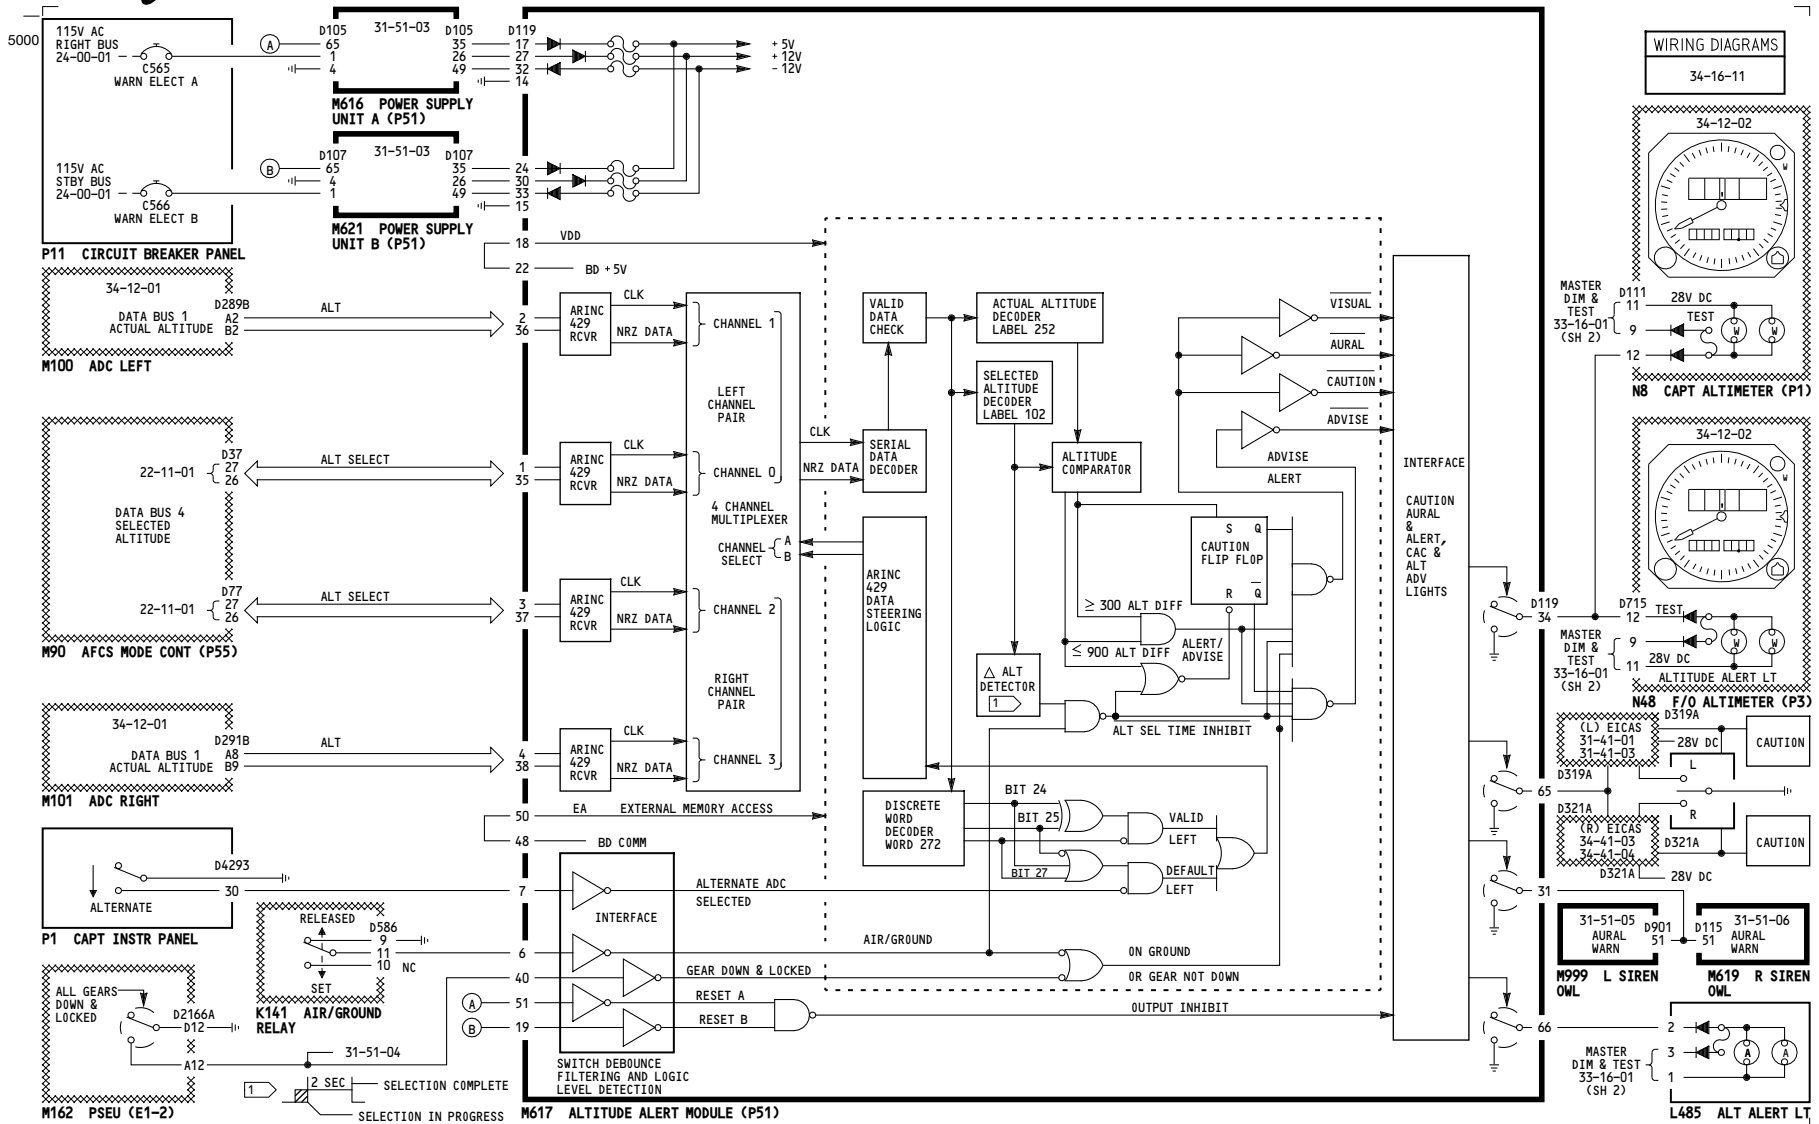 5000
115V AC
RIGHT BUS
24-00-01
C565
WARN ELECT A
115V AC
STBY BUS
24-00-01
C566
WARN ELECT B
P11 CIRCUIT BREAKER PANEL
A
D105 31-51-03 D105
65 35
1 26
4 49
M616 POWER SUPPLY
UNIT A (P51)
B
D107 31-51-03 D107
65 35
4 26
1 49
M621 POWER SUPPLY
UNIT B (P51)
D119
17
27
32
14
24
30
33
15
+ 5V
+ 12V
- 12V
18 VDD
22 BD +5V
34-12-01
D289B
DATA BUS 1 A2
ACTUAL ALTITUDE B2
M100 ADC LEFT
ALT
2
36
ARINC
429
RCVR
CLK
NRZ DATA
CHANNEL 1
D37
22-11-01 27
26
DATA BUS 4
SELECTED
ALTITUDE
D77
22-11-01 27
26
M90 AFCS MODE CONT (P55)
ALT SELECT
1
35
ARINC
429
RCVR
CLK
NRZ DATA
LEFT
CHANNEL
PAIR
CHANNEL 0
4 CHANNEL
MULTIPLEXER
CHANNEL
SELECT
A
B
ALT SELECT
3
37
ARINC
429
RCVR
CLK
NRZ DATA
CHANNEL 2
RIGHT
CHANNEL
PAIR
34-12-01
D291B
DATA BUS 1 A8
ACTUAL ALTITUDE B9
M101 ADC RIGHT
ALT
4
38
ARINC
429
RCVR
CLK
NRZ DATA
CHANNEL 3
50 EA EXTERNAL MEMORY ACCESS
48 BD COMM
CLK
NRZ DATA
VALID
DATA
CHECK
SERIAL
DATA
DECODER
ARINC
429
DATA
STEERING
LOGIC
ACTUAL ALTITUDE
DECODER
LABEL 252
SELECTED
ALTITUDE
DECODER
LABEL 102
ALTITUDE
COMPARATOR
S Q
CAUTION
FLIP FLOP
R Q
≥ 300 ALT DIFF
≤ 900 ALT DIFF
ALERT/
ADVISE
△ ALT
DETECTOR
1
ALT SEL TIME INHIBIT
DISCRETE
WORD
DECODER
WORD 272
BIT 24
BIT 25
BIT 27
VALID
LEFT
DEFAULT
LEFT
VISUAL
AURAL
CAUTION
ADVISE
ADVISE
ALERT
INTERFACE
CAUTION
AURAL
&
ALERT,
CAC &
ALT
ADV
LIGHTS
D4293
30
ALTERNATE
P1 CAPT INSTR PANEL
7
ALTERNATE ADC
SELECTED
INTERFACE
RELEASED
D586
9
11
10 NC
SET
K141 AIR/GROUND
RELAY
6
AIR/GROUND
40
GEAR DOWN & LOCKED
ON GROUND
OR GEAR NOT DOWN
A 51 RESET A
B 19 RESET B
OUTPUT INHIBIT
SWITCH DEBOUNCE
FILTERING AND LOGIC
LEVEL DETECTION
ALL GEARS
DOWN &
LOCKED
D2166A
D12
A12
M162 PSEU (E1-2)
31-51-04
1
2 SEC
SELECTION COMPLETE
SELECTION IN PROGRESS
M617 ALTITUDE ALERT MODULE (P51)
WIRING DIAGRAMS
34-16-11
34-12-02
W
MASTER
DIM &
TEST
33-16-01
(SH 2)
D111
11 28V DC
9 TEST
12
W W
N8 CAPT ALTIMETER (P1)
34-12-02
W
D119
34
D715
12 TEST
MASTER
DIM &
TEST
33-16-01
(SH 2)
9
11 28V DC
W W
ALTITUDE ALERT LT
N48 F/O ALTIMETER (P3)
D319A
(L) EICAS
31-41-01
31-41-03
28V DC
CAUTION
D319A
L
65
R
D321A
(R) EICAS
34-41-03
34-41-04
D321A
CAUTION
D321A
28V DC
31
31-51-05 D901
AURAL 51
WARN
M999 L SIREN
OWL
D115 31-51-06
51 AURAL
WARN
M619 R SIREN
OWL
66
2
3
1
MASTER
DIM & TEST
33-16-01
(SH 2)
A A
L485 ALT ALERT LT